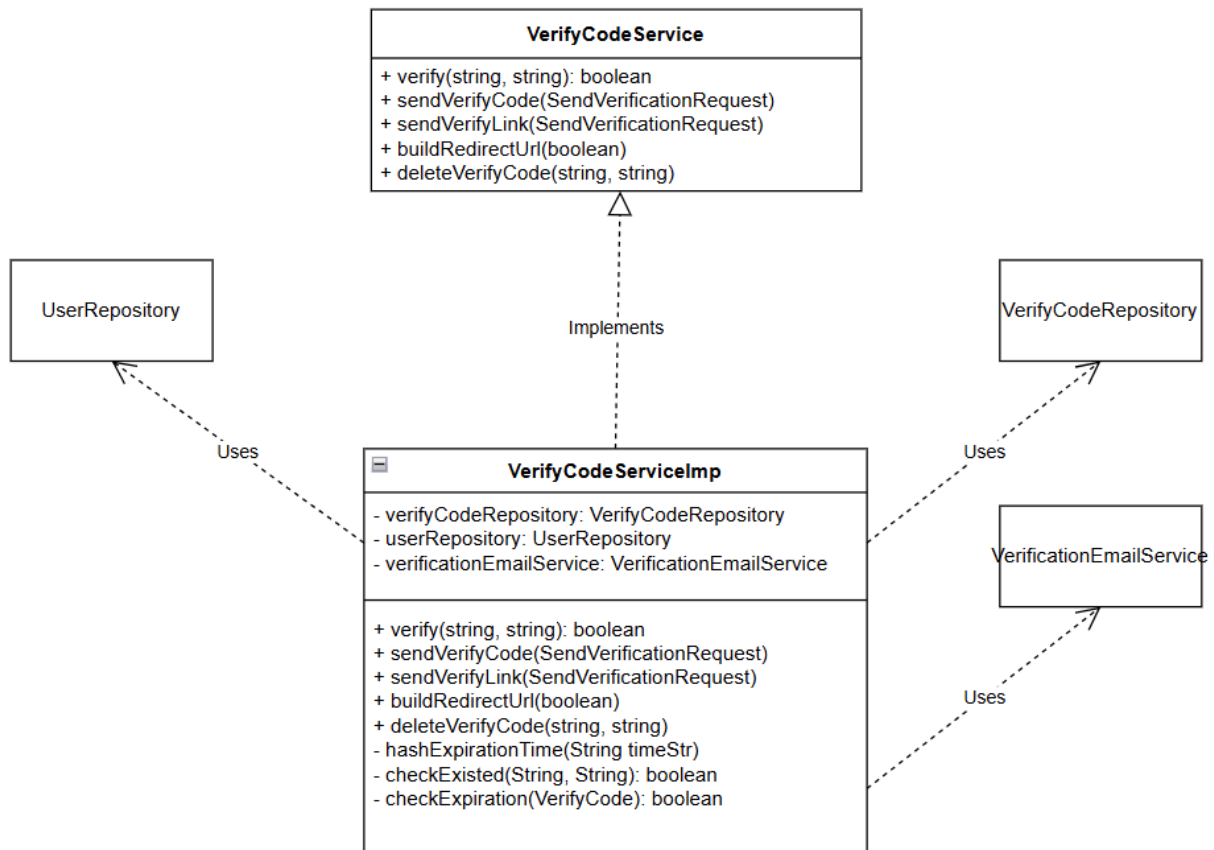 VerifyCodeService
+ verify(string, string): boolean
+ sendVerifyCode(SendVerificationRequest)
+ sendVerifyLink(SendVerificationRequest)
+ buildRedirectUrl(boolean)
+ deleteVerifyCode(string, string)
UserRepository
VerifyCodeRepository
Implements
Uses
Uses
VerifyCodeServiceImp
- verifyCodeRepository: VerifyCodeRepository
- userRepository: UserRepository
- verificationEmailService: VerificationEmailService
VerificationEmailService
+ verify(string, string): boolean
+ sendVerifyCode(SendVerificationRequest)
+ sendVerifyLink(SendVerificationRequest)
+ buildRedirectUrl(boolean)
+ deleteVerifyCode(string, string)
- hashExpirationTime(String timeStr)
- checkExisted(String, String): boolean
- checkExpiration(VerifyCode): boolean
Uses